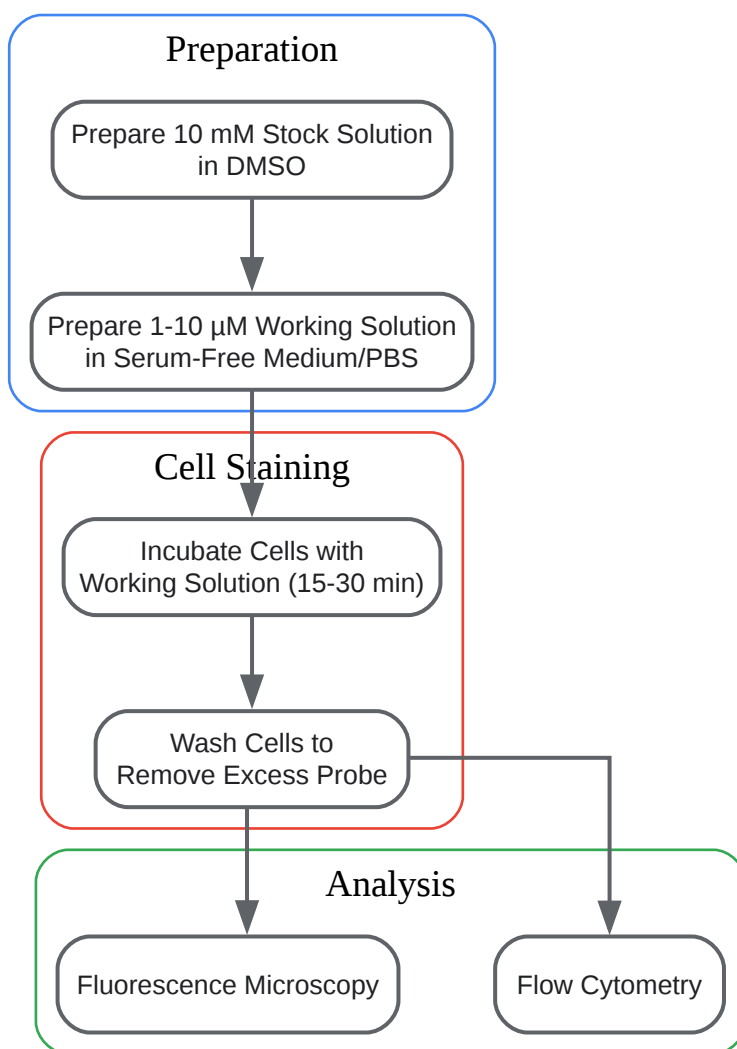 Preparation
Prepare 10 mM Stock Solution
in DMSO
Prepare 1-10 µM Working Solution
in Serum-Free Medium/PBS
Cell Staining
Incubate Cells with
Working Solution (15-30 min)
Wash Cells to
Remove Excess Probe
Analysis
Fluorescence Microscopy
Flow Cytometry